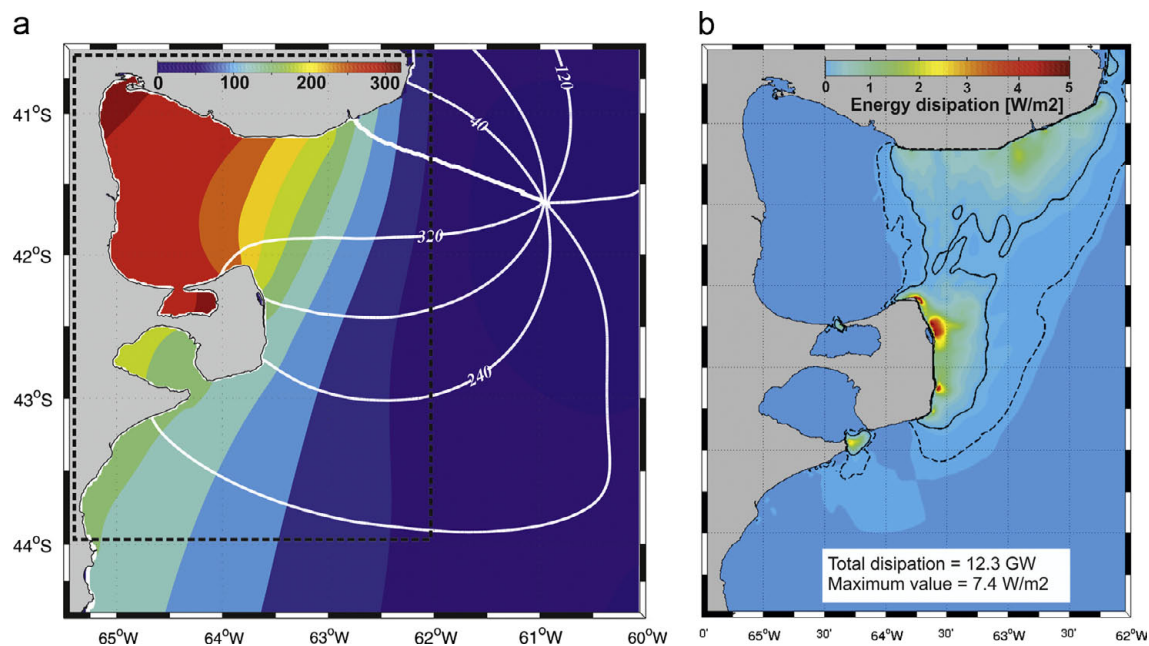 a
b
0 100 200 300
120
40
320
240
41°S
42°S
43°S
44°S
65°W 64°W 63°W 62°W 61°W 60°W
0 1 2 3 4 5
Energy disipation [W/m2]
Total disipation = 12.3 GW
Maximum value = 7.4 W/m2
0' 65°W 30' 64°W 30' 63°W 30' 62°W